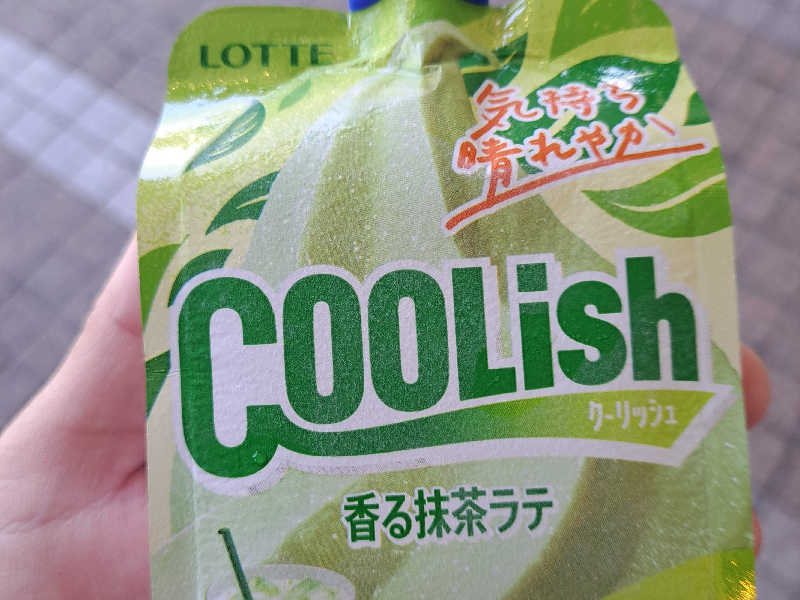 LOTTE
気持ち
晴れやか
COOLish
クーリッシュ
香る抹茶ラテ